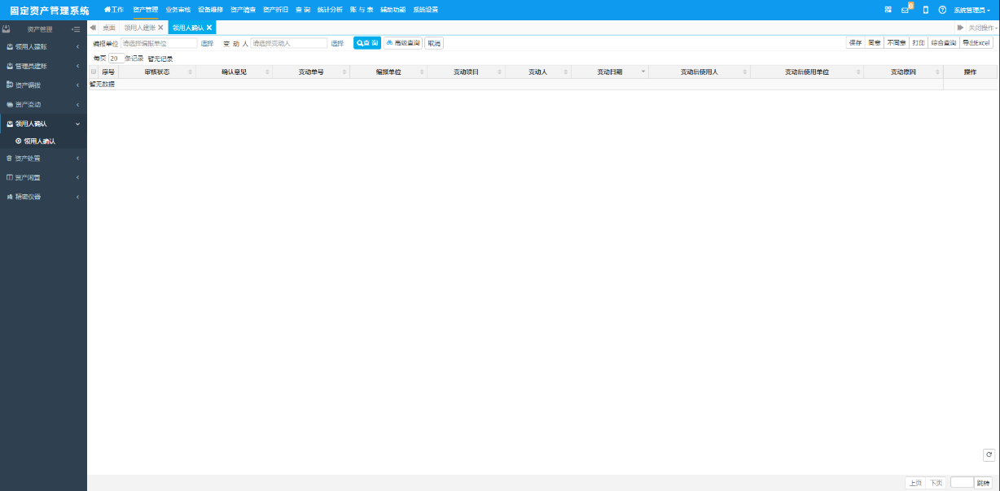 固定资产管理系统 工作 资产管理 业务审核 设备维修 资产清查 资产折旧 查 询 统计分析 账 与 表 辅助功能 系统设置 0 系统管理员
资产管理 桌面 领用人建账 领用人确认 关闭操作
领用人建账
管理员建账
资产调拨
资产变动
领用人确认
领用人确认
资产处置
资产闲置
精密仪器
编报单位 请选择编报单位 选择 变 动 人 请选择变动人 选择 查 询 高级查询 取消 保存 同意 不同意 打印 综合查询 导出Excel
每页 20 条记录 暂无记录
序号 审核状态 确认意见 变动单号 编报单位 变动项目 变动人 变动日期 变动后使用人 变动后使用单位 变动原因 操作
暂无数据
上页 下页 跳转